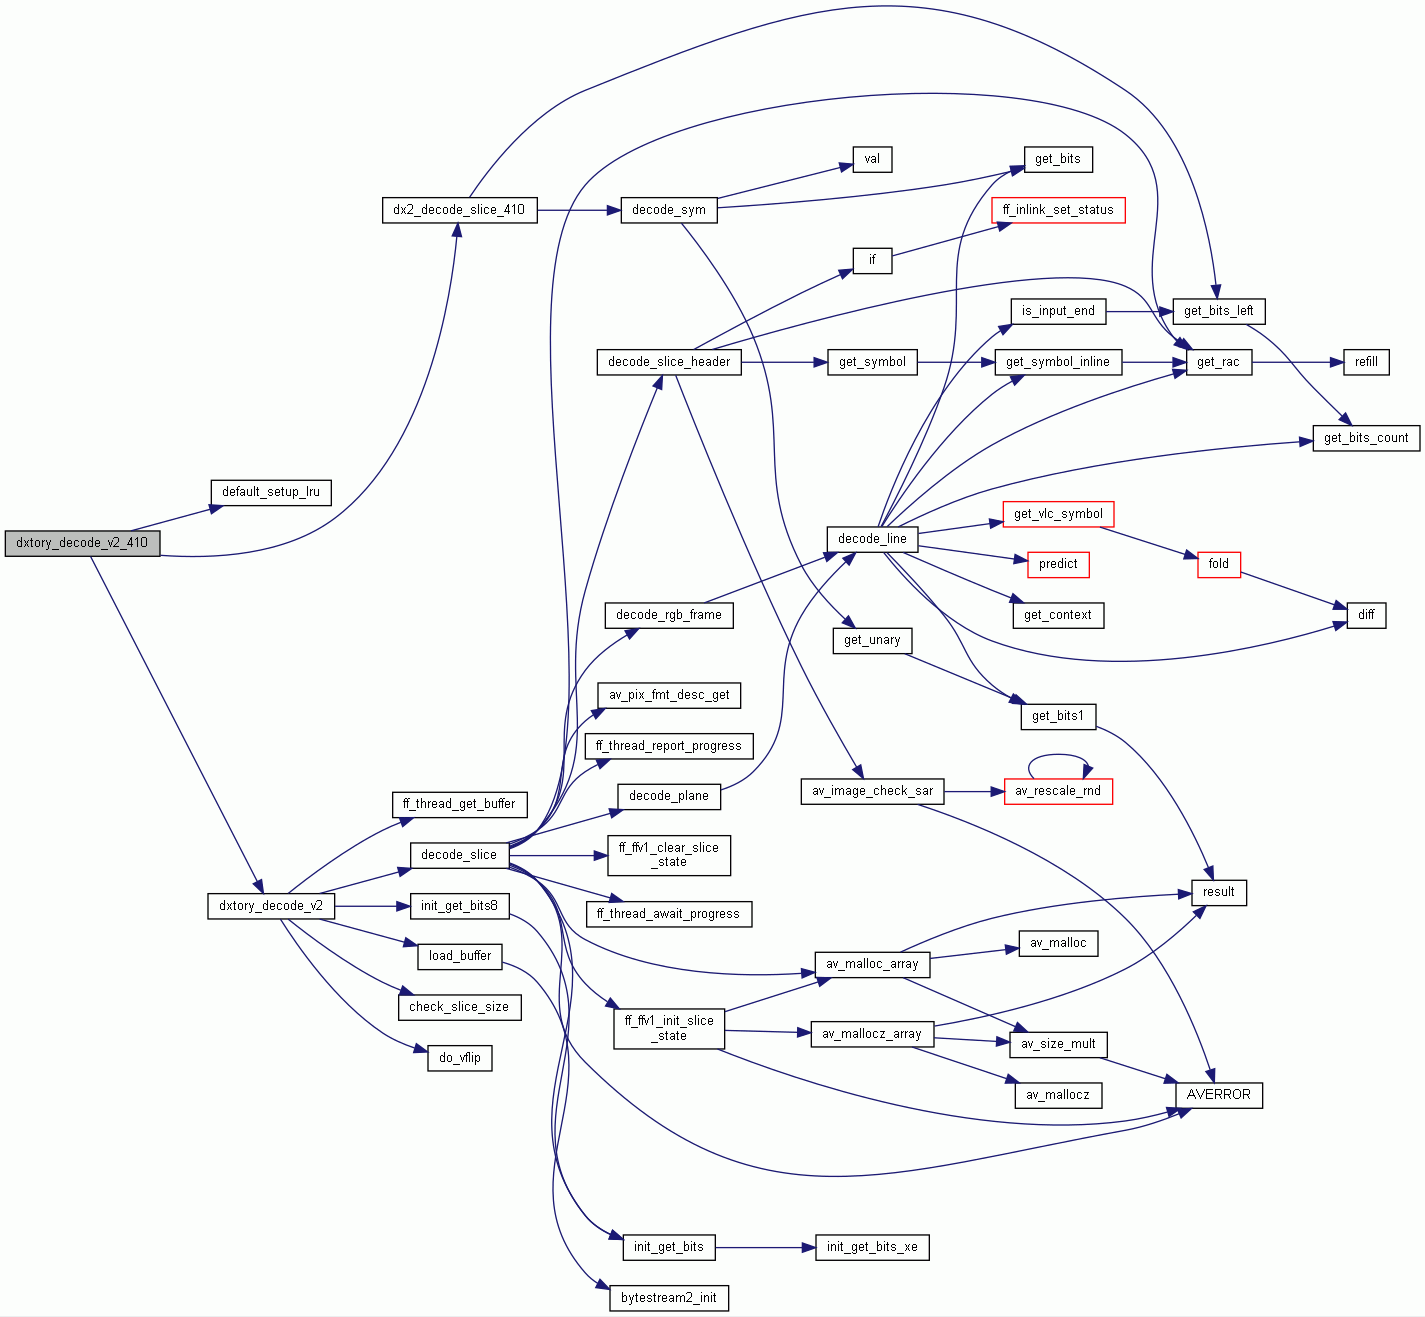 val
get_bits
dx2_decode_slice_410
decode_sym
ff_inlink_set_status
if
is_input_end
get_bits_left
decode_slice_header
get_symbol
get_symbol_inline
get_rac
refill
get_bits_count
default_setup_lru
dxtory_decode_v2_410
get_vlc_symbol
decode_line
predict
fold
decode_rgb_frame
get_context
diff
get_unary
av_pix_fmt_desc_get
get_bits1
ff_thread_report_progress
ff_thread_get_buffer
decode_plane
av_image_check_sar
av_rescale_rnd
decode_slice
ff_ffv1_clear_slice
_state
dxtory_decode_v2
init_get_bits8
ff_thread_await_progress
result
load_buffer
av_malloc_array
av_malloc
check_slice_size
ff_ffv1_init_slice
_state
av_mallocz_array
av_size_mult
do_vflip
av_mallocz
AVERROR
init_get_bits
init_get_bits_xe
bytestream2_init